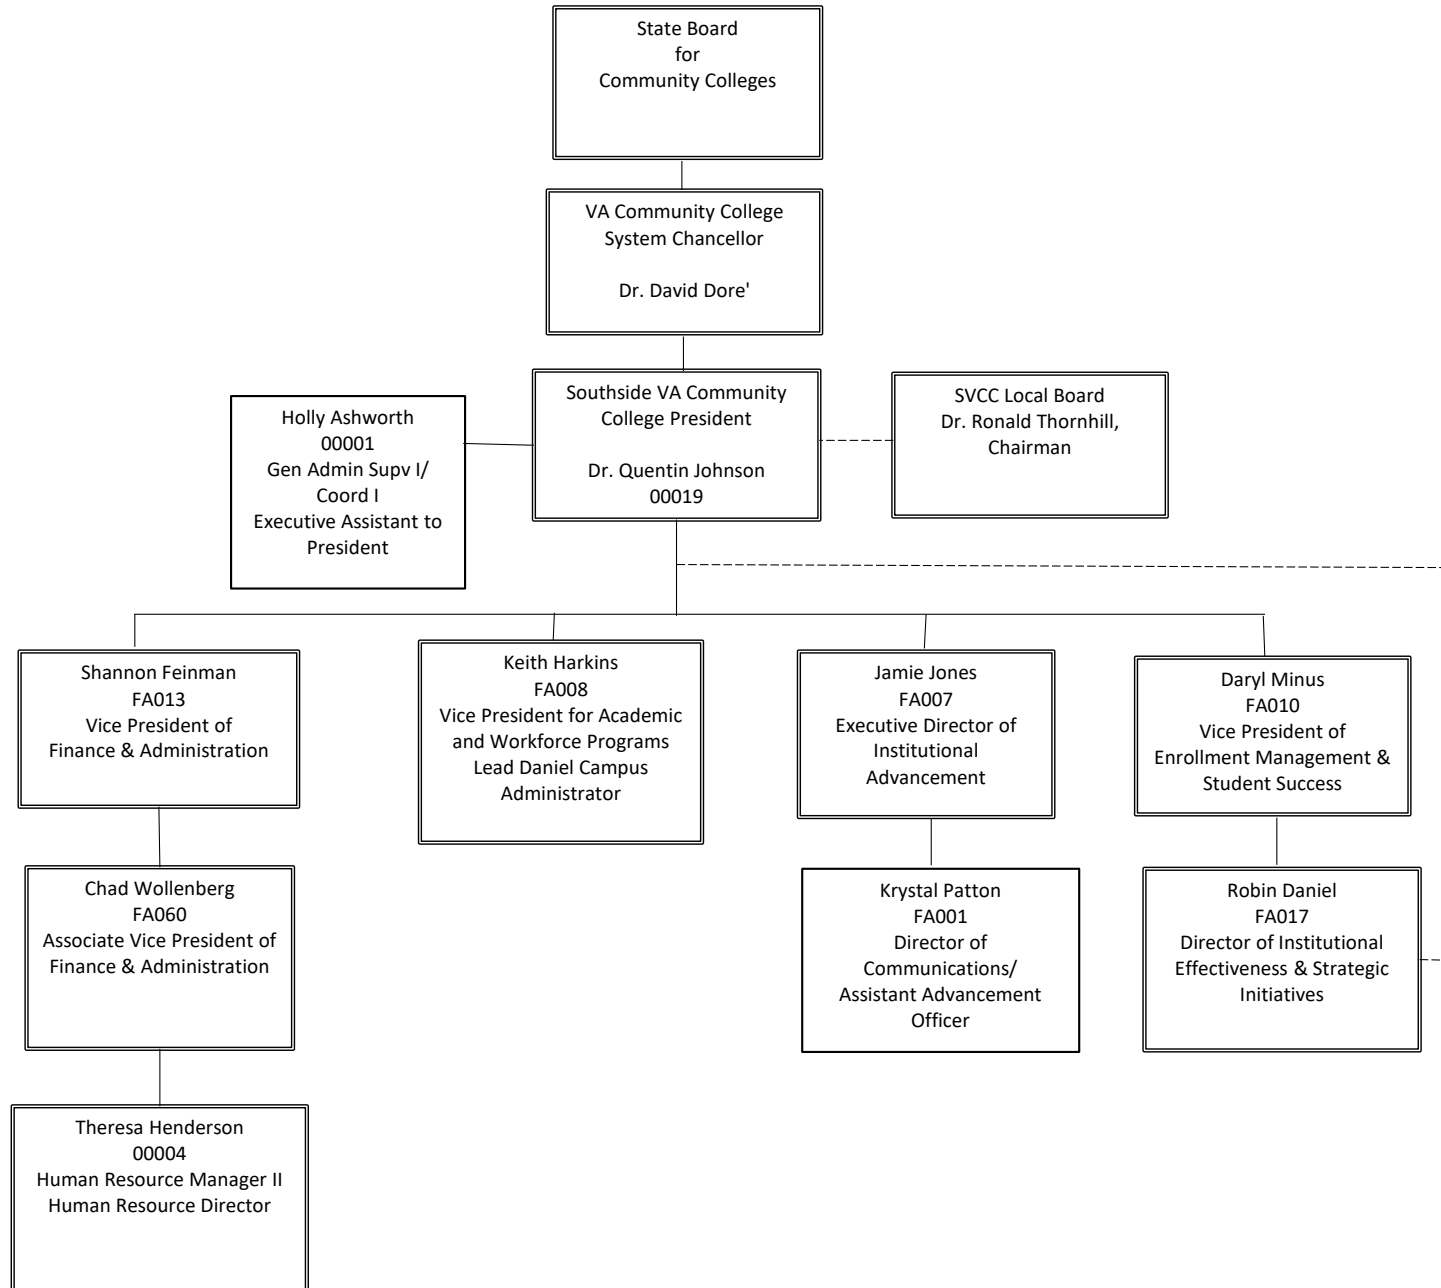 State Board
for
Community Colleges
VA Community College
System Chancellor
Dr. David Dore'
Southside VA Community
College President
Dr. Quentin Johnson
00019
SVCC Local Board
Dr. Ronald Thornhill,
Chairman
Holly Ashworth
00001
Gen Admin Supv I/
Coord I
Executive Assistant to
President
Shannon Feinman
FA013
Vice President of
Finance & Administration
Keith Harkins
FA008
Vice President for Academic
and Workforce Programs
Lead Daniel Campus
Administrator
Jamie Jones
FA007
Executive Director of
Institutional
Advancement
Daryl Minus
FA010
Vice President of
Enrollment Management &
Student Success
Chad Wollenberg
FA060
Associate Vice President of
Finance & Administration
Krystal Patton
FA001
Director of
Communications/
Assistant Advancement
Officer
Robin Daniel
FA017
Director of Institutional
Effectiveness & Strategic
Initiatives
Theresa Henderson
00004
Human Resource Manager II
Human Resource Director